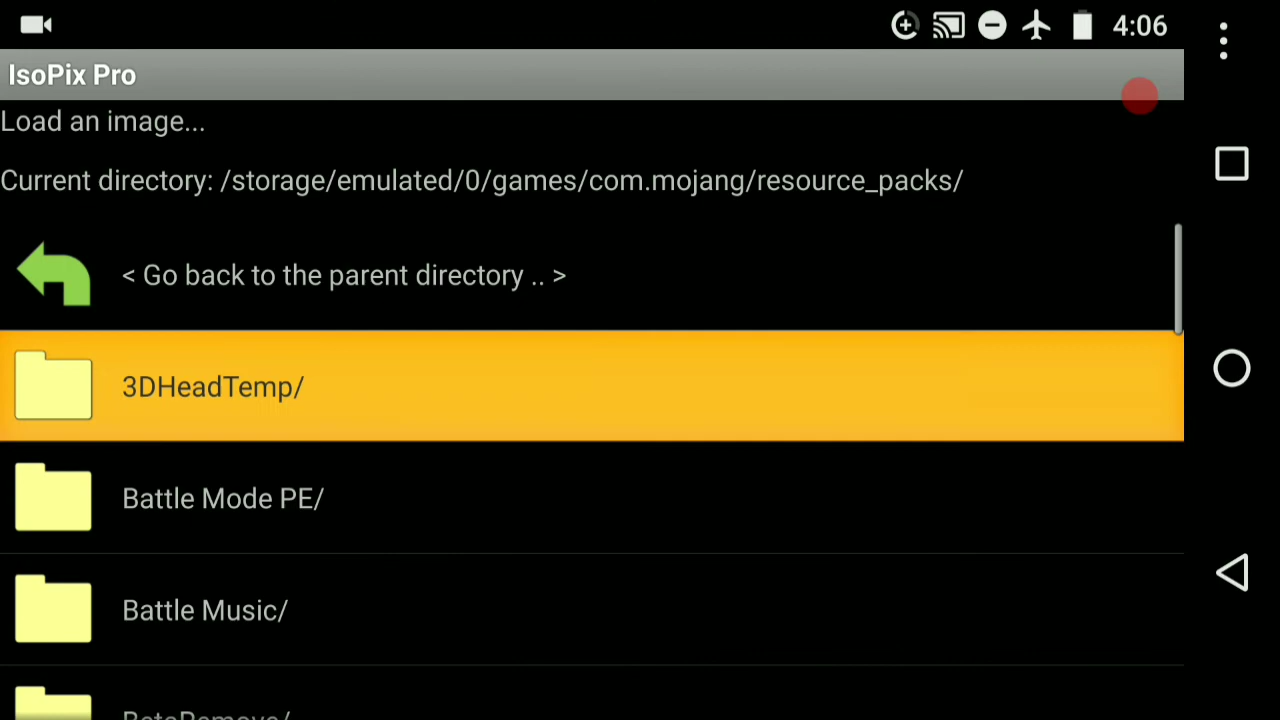 4:06
IsoPix Pro
Load an image...
Current directory: /storage/emulated/0/games/com.mojang/resource_packs/
< Go back to the parent directory .. >
3DHeadTemp/
Battle Mode PE/
Battle Music/
BetaRemove/